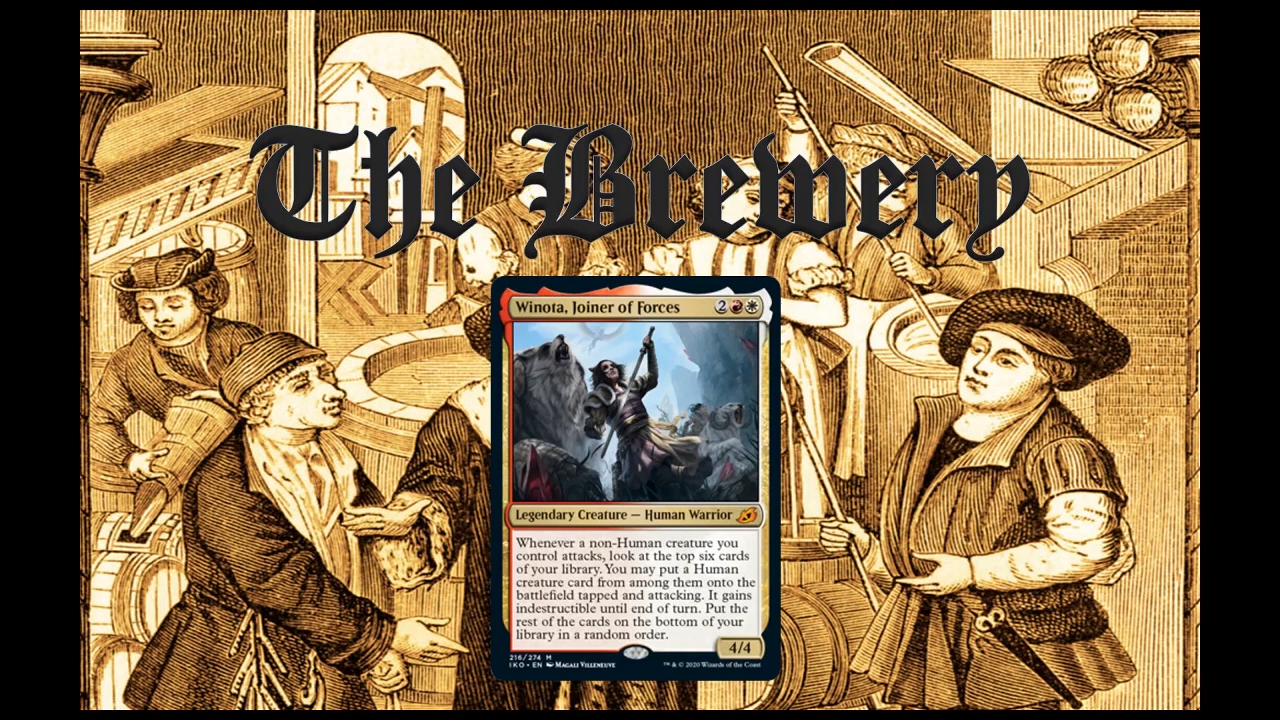 The Brewery
Winota, Joiner of Forces 2
Legendary Creature — Human Warrior
Whenever a non-Human creature you
control attacks, look at the top six cards
of your library. You may put a Human
creature card from among them onto the
battlefield tapped and attacking. It gains
indestructible until end of turn. Put the
rest of the cards on the bottom of your
library in a random order.
4/4
216/274 M
IKO • EN Magali Villeneuve
™ & © 2020 Wizards of the Coast